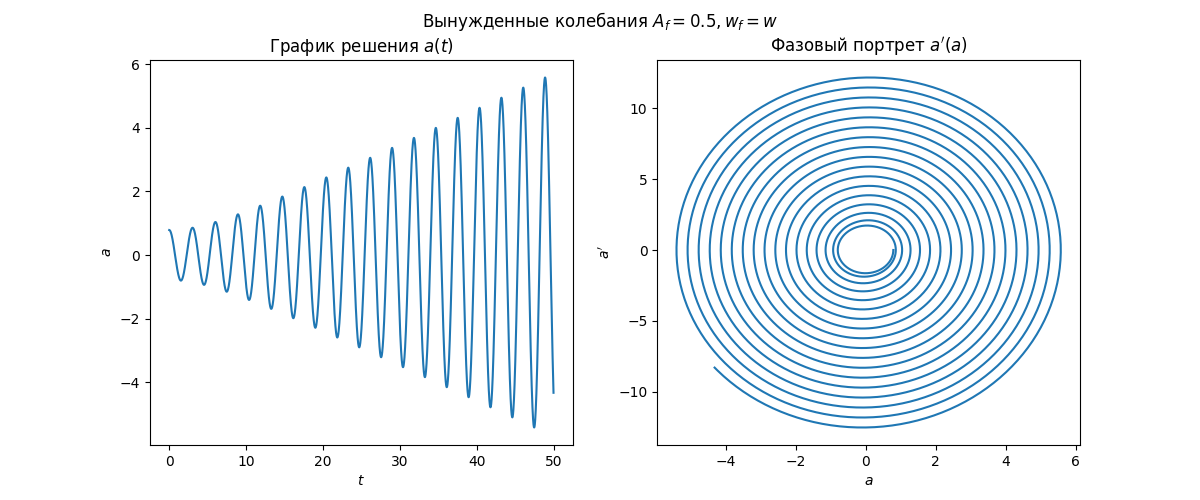 Вынужденные колебания $A_f = 0.5, w_f = w$
График решения a(t)
6
4
2
0
−2
−4
a
0 10 20 30 40 50
t
Фазовый портрет a′(a)
10
5
0
−5
−10
a′
−4 −2 0 2 4 6
a